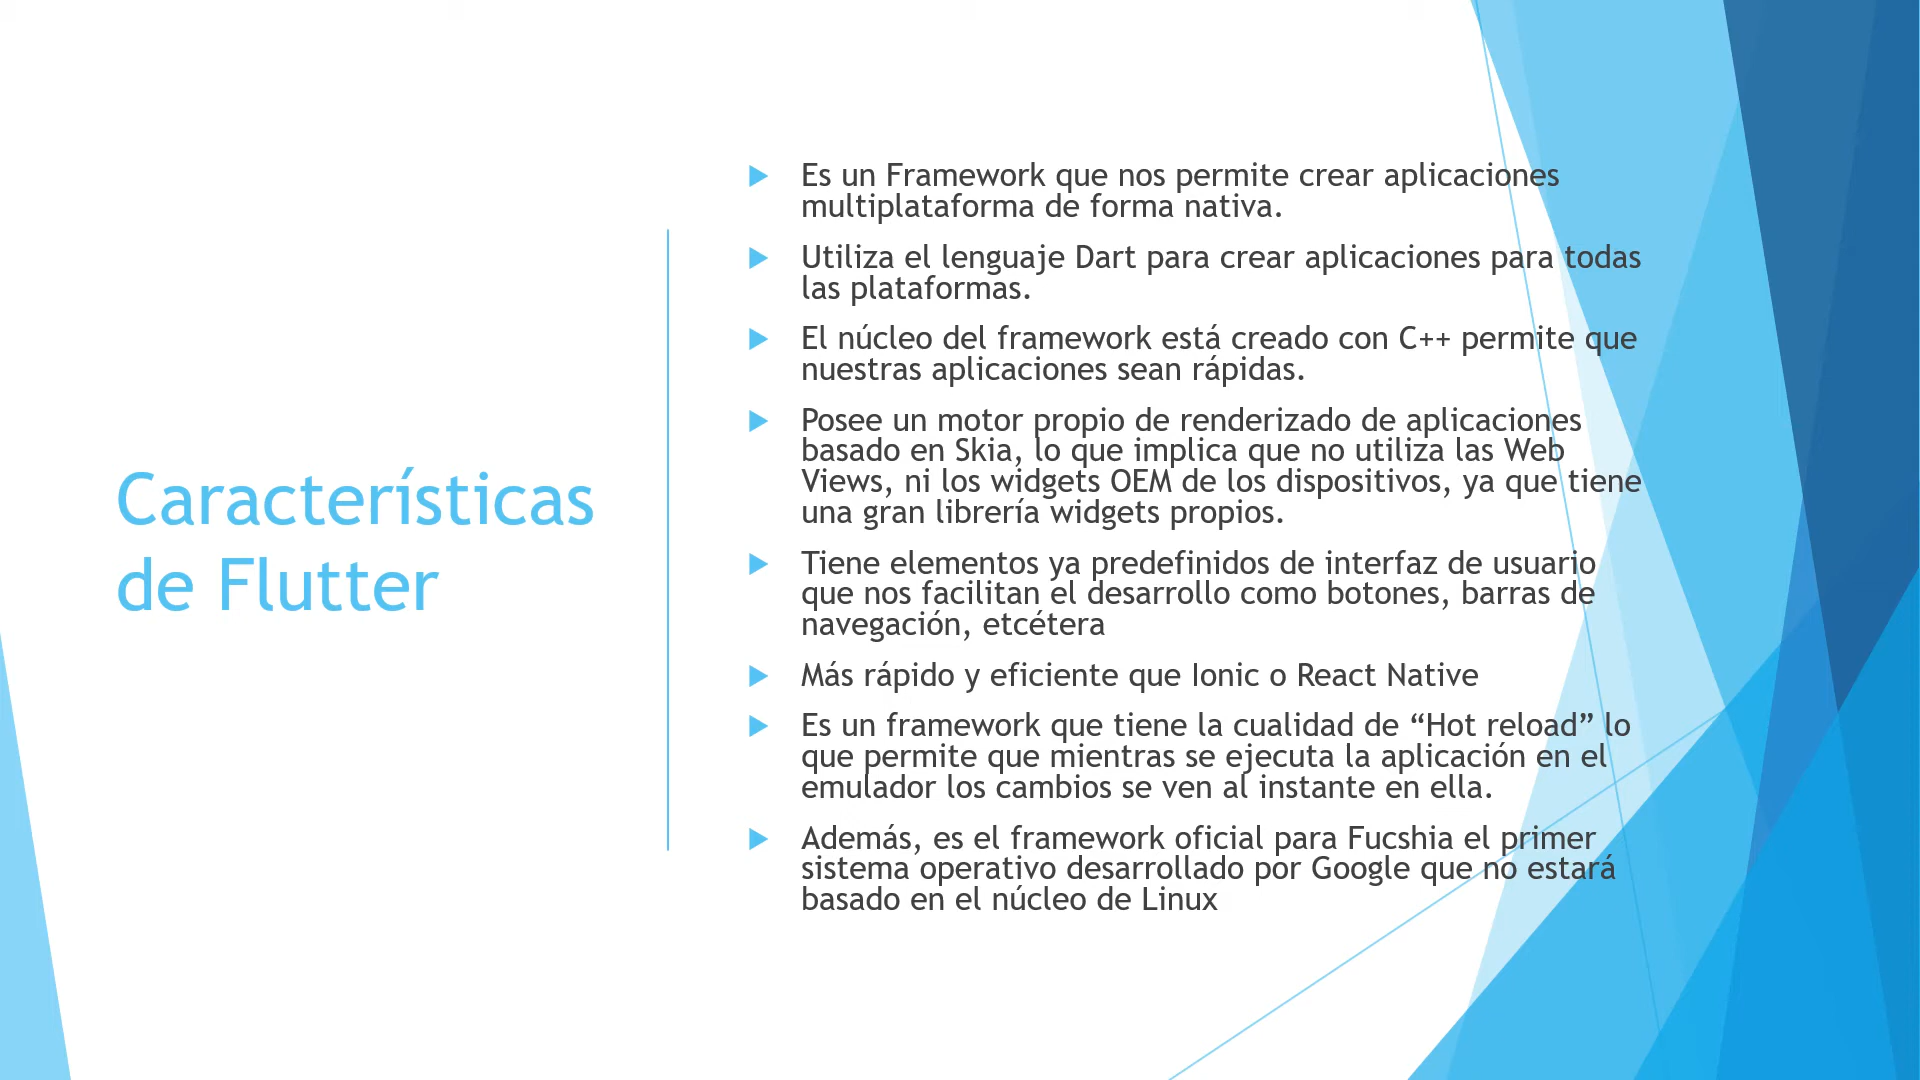 Características
de Flutter
Es un Framework que nos permite crear aplicaciones
multiplataforma de forma nativa.
Utiliza el lenguaje Dart para crear aplicaciones para todas
las plataformas.
El núcleo del framework está creado con C++ permite que
nuestras aplicaciones sean rápidas.
Posee un motor propio de renderizado de aplicaciones
basado en Skia, lo que implica que no utiliza las Web
Views, ni los widgets OEM de los dispositivos, ya que tiene
una gran librería widgets propios.
Tiene elementos ya predefinidos de interfaz de usuario
que nos facilitan el desarrollo como botones, barras de
navegación, etcétera
Más rápido y eficiente que Ionic o React Native
Es un framework que tiene la cualidad de “Hot reload” lo
que permite que mientras se ejecuta la aplicación en el
emulador los cambios se ven al instante en ella.
Además, es el framework oficial para Fucshia el primer
sistema operativo desarrollado por Google que no estará
basado en el núcleo de Linux